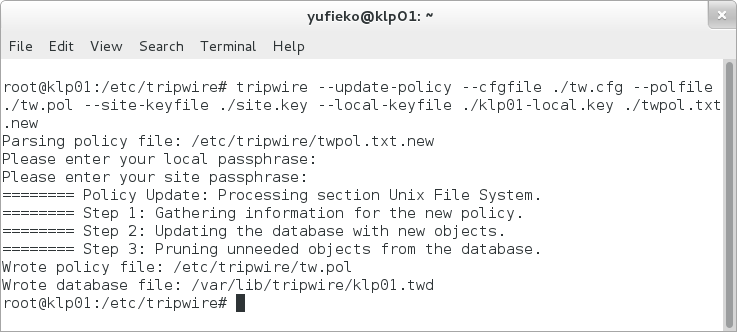 yufieko@klp01: ~
File Edit View Search Terminal Help
root@klp01:/etc/tripwire# tripwire --update-policy --cfgfile ./tw.cfg --polfile
./tw.pol --site-keyfile ./site.key --local-keyfile ./klp01-local.key ./twpol.txt
.new
Parsing policy file: /etc/tripwire/twpol.txt.new
Please enter your local passphrase:
Please enter your site passphrase:
======== Policy Update: Processing section Unix File System.
======== Step 1: Gathering information for the new policy.
======== Step 2: Updating the database with new objects.
======== Step 3: Pruning unneeded objects from the database.
Wrote policy file: /etc/tripwire/tw.pol
Wrote database file: /var/lib/tripwire/klp01.twd
root@klp01:/etc/tripwire#